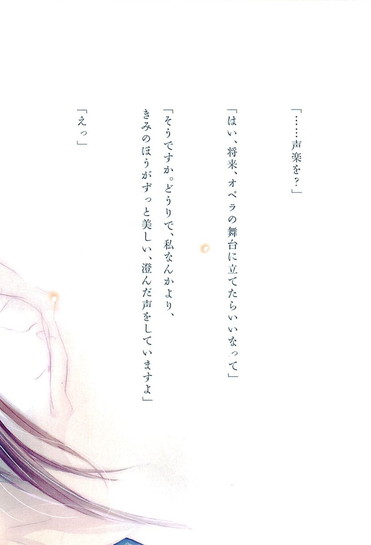 「……声楽を？」
「はい、将来、オペラの舞台に立てたらいいなって」
「そうですか。どうりで、私なんかより、
きみのほうがずっと美しい、澄んだ声をしていますよ」
「えっ」